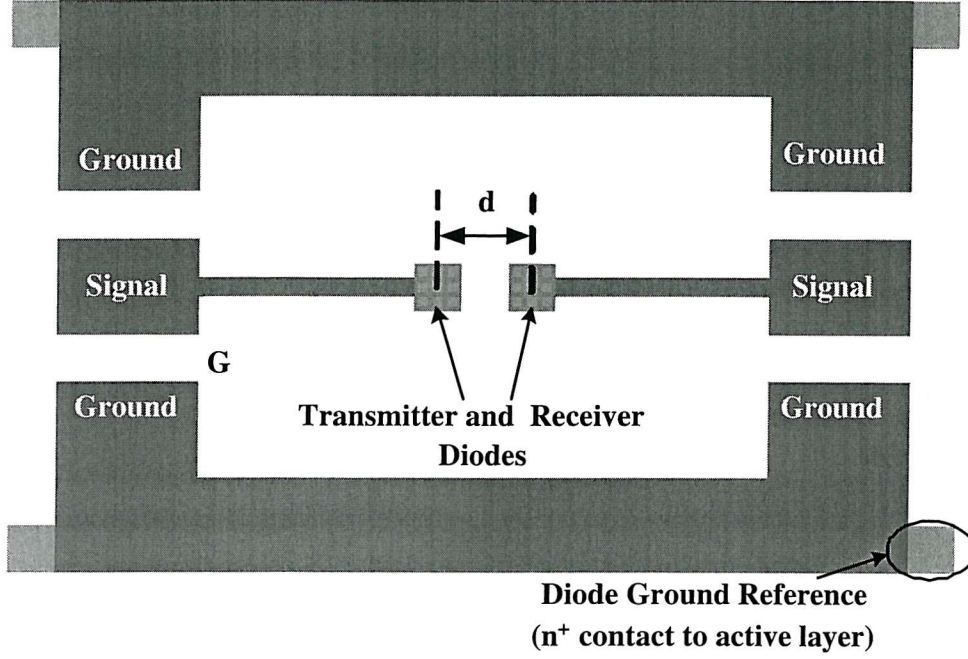 Ground
Ground
d
Signal
Signal
G
Ground
Ground
Transmitter and Receiver
Diodes
Diode Ground Reference
(n⁺ contact to active layer)